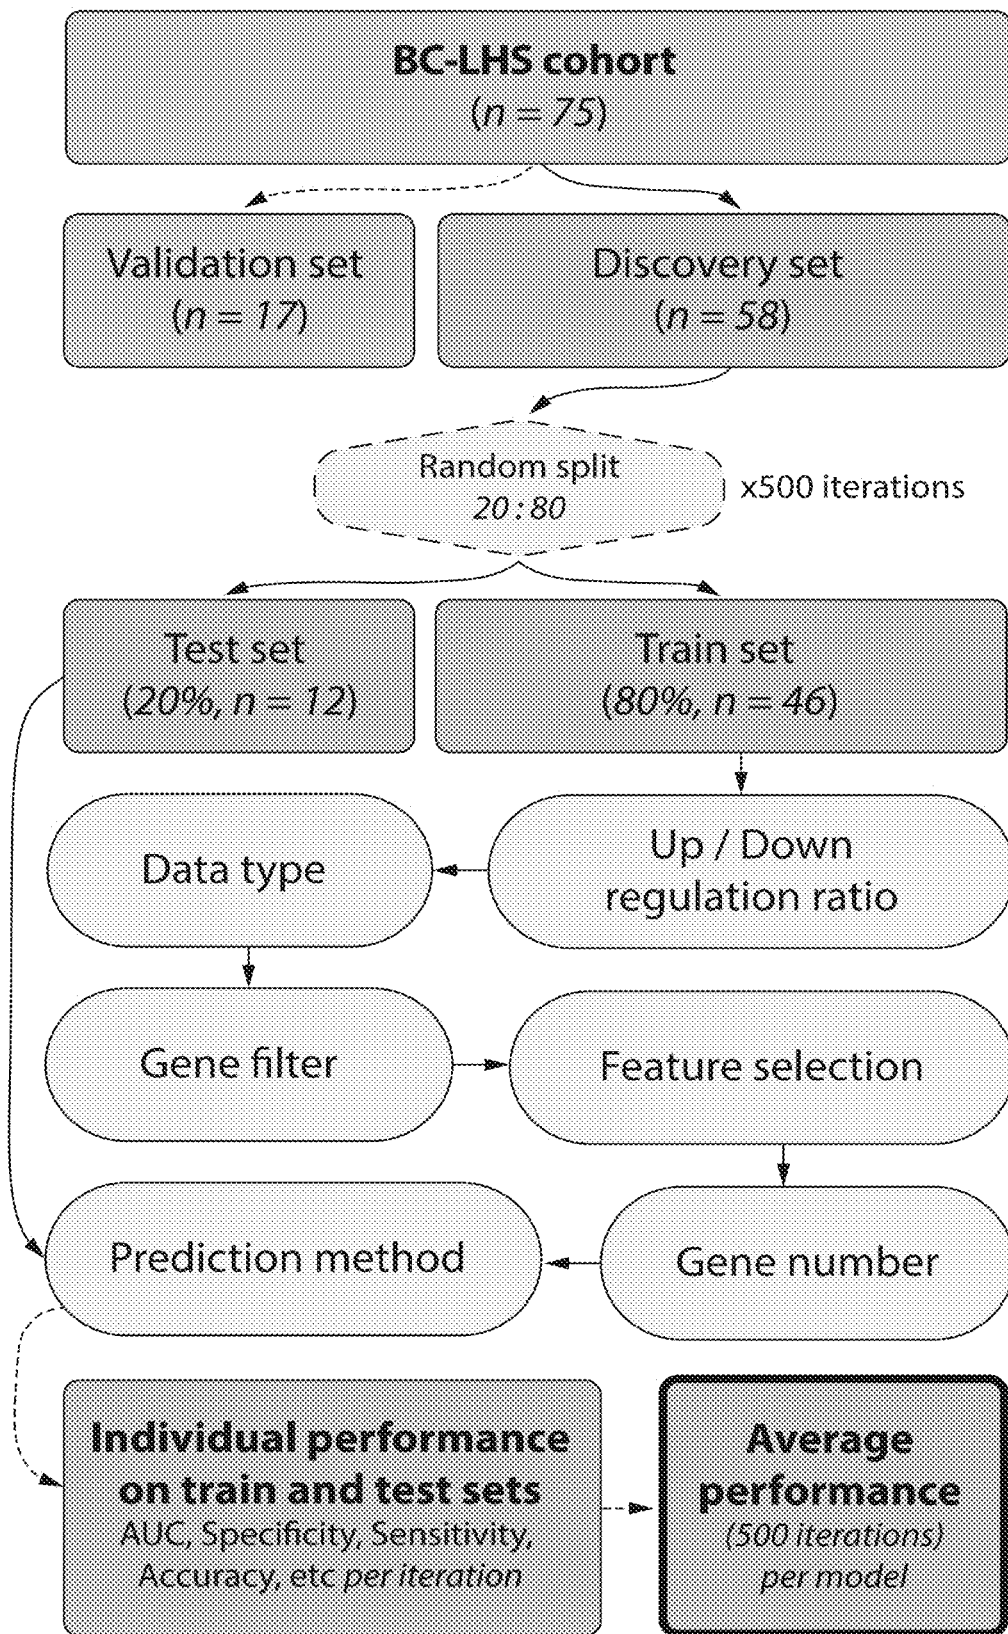 BC-LHS cohort
(n = 75)
Validation set
(n = 17)
Discovery set
(n = 58)
Random split
20 : 80
x500 iterations
Test set
(20%, n = 12)
Train set
(80%, n = 46)
Up / Down
regulation ratio
Data type
Gene filter
Feature selection
Prediction method
Gene number
Individual performance
on train and test sets
AUC, Specificity, Sensitivity,
Accuracy, etc per iteration
Average
performance
(500 iterations)
per model